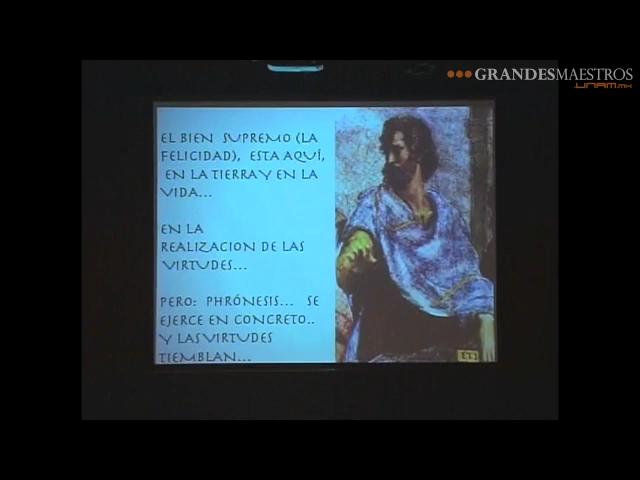 GRANDESMAESTROS
.UNAM.MX
EL BIEN SUPREMO (LA
FELICIDAD), ESTA AQUÍ,
EN LA TIERRA Y EN LA
VIDA...
EN LA
REALIZACION DE LAS
VIRTUDES...
PERO: PHRÓNESIS... SE
EJERCE EN CONCRETO..
Y LAS VIRTUDES
TIEMBLAN...